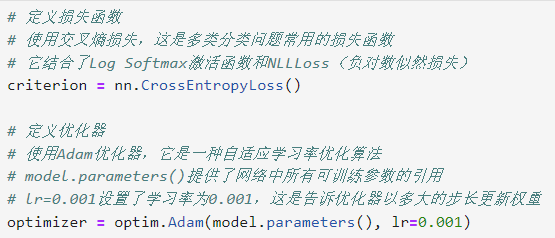 # 定义损失函数
# 使用交叉熵损失，这是多类分类问题常用的损失函数
# 它结合了Log Softmax激活函数和NLLLoss（负对数似然损失）
criterion = nn.CrossEntropyLoss()
# 定义优化器
# 使用Adam优化器，它是一种自适应学习率优化算法
# model.parameters()提供了网络中所有可训练参数的引用
# lr=0.001设置了学习率为0.001，这是告诉优化器以多大的步长更新权重
optimizer = optim.Adam(model.parameters(), lr=0.001)